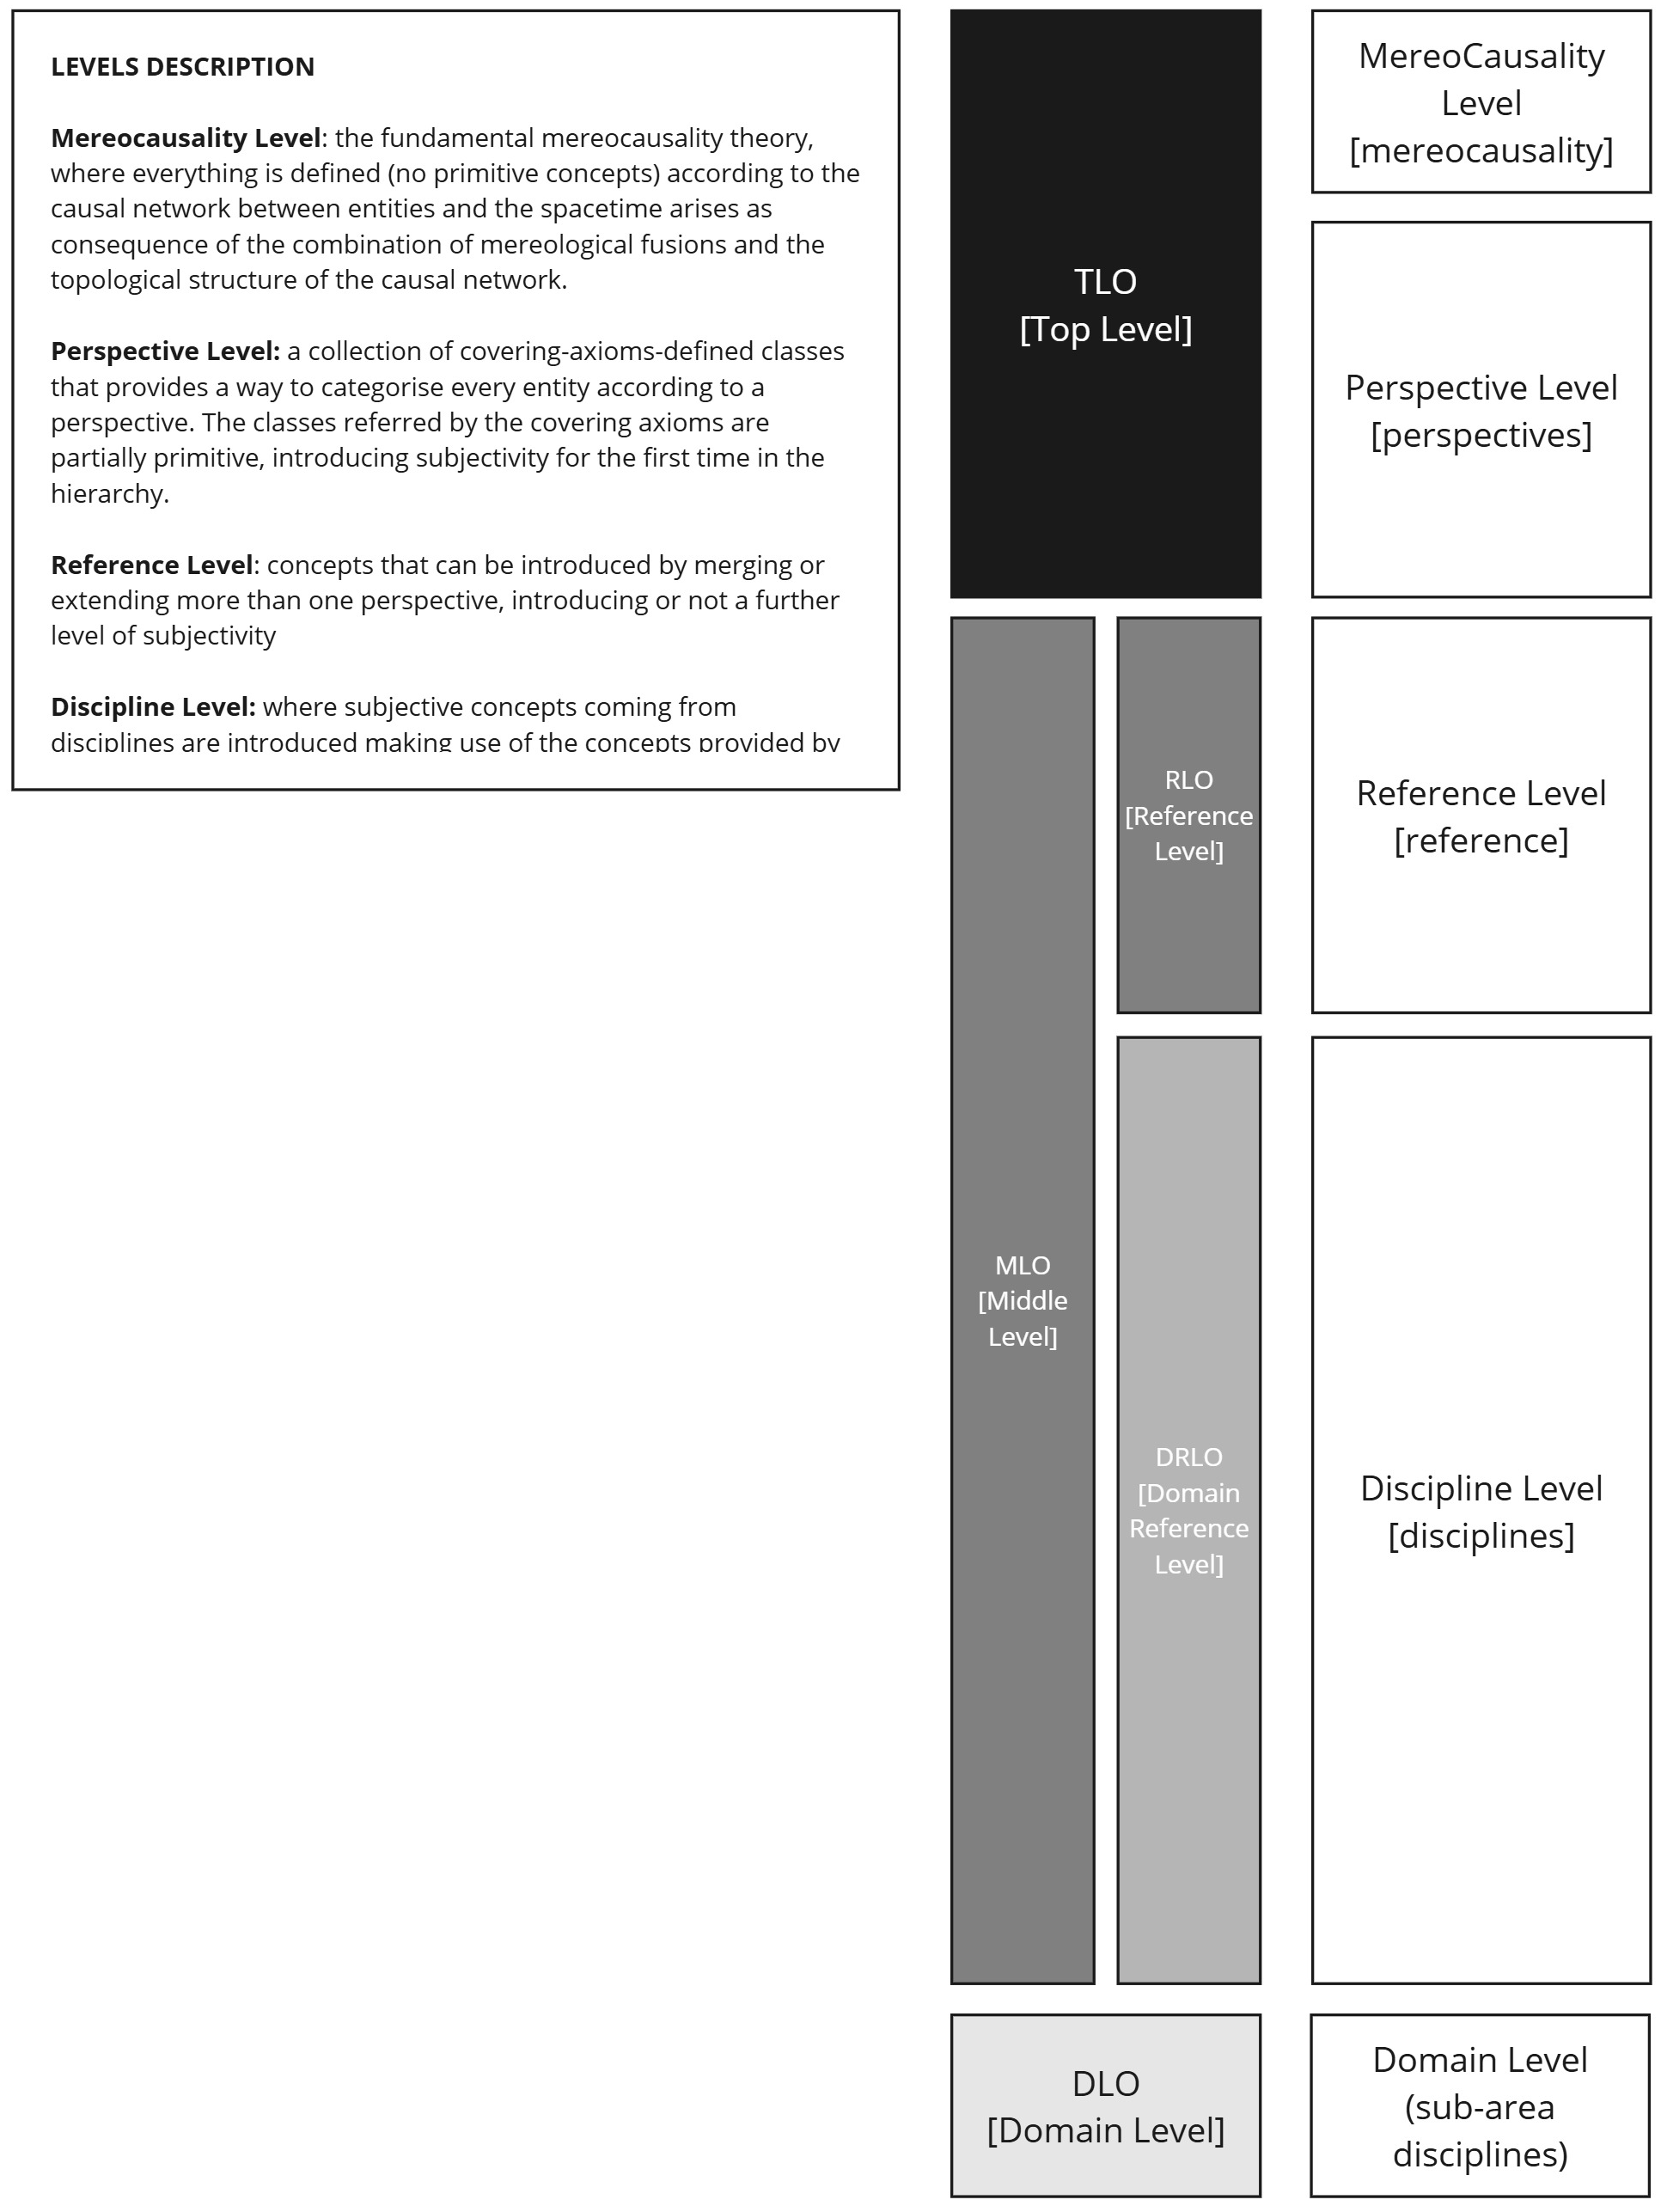 LEVELS DESCRIPTION
Mereocausality Level: the fundamental mereocausality theory,
where everything is defined (no primitive concepts) according to the
causal network between entities and the spacetime arises as
consequence of the combination of mereological fusions and the
topological structure of the causal network.
Perspective Level: a collection of covering-axioms-defined classes
that provides a way to categorise every entity according to a
perspective. The classes referred by the covering axioms are
partially primitive, introducing subjectivity for the first time in the
hierarchy.
Reference Level: concepts that can be introduced by merging or
extending more than one perspective, introducing or not a further
level of subjectivity
Discipline Level: where subjective concepts coming from
disciplines are introduced making use of the concepts provided by
TLO
[Top Level]
MereoCausality
Level
[mereocausality]
Perspective Level
[perspectives]
MLO
[Middle
Level]
RLO
[Reference
Level]
Reference Level
[reference]
DRLO
[Domain
Reference
Level]
Discipline Level
[disciplines]
DLO
[Domain Level]
Domain Level
(sub-area
disciplines)